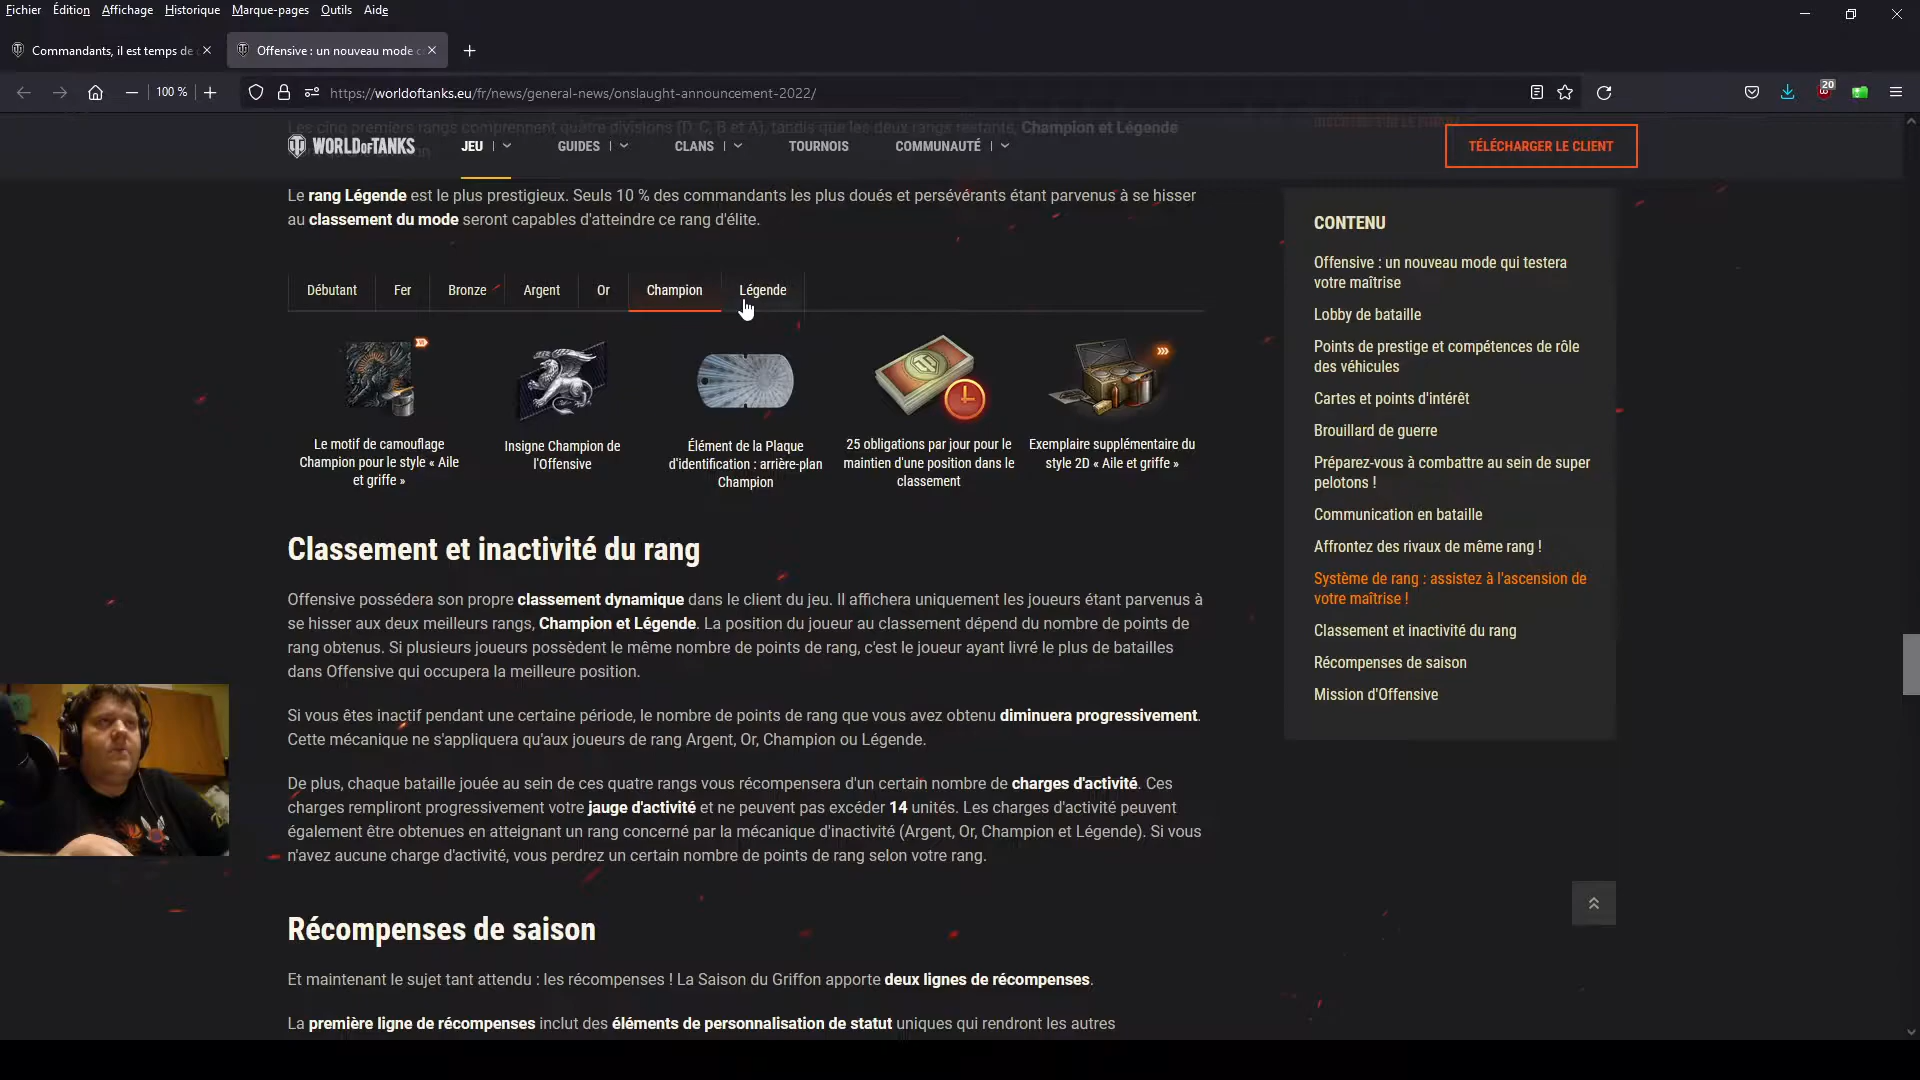 Fichier Édition Affichage Historique Marque-pages Outils Aide
Commandants, il est temps de
Offensive : un nouveau mode c
100 %
https://worldoftanks.eu/fr/news/general-news/onslaught-announcement-2022/
20
Les cinq premiers rangs comprennent quatre divisions (D, C, B et A), tandis que les deux rangs restants, Champion et Légende
WORLD OF TANKS
JEU
GUIDES
CLANS
TOURNOIS
COMMUNAUTÉ
TÉLÉCHARGER LE CLIENT
Le rang Légende est le plus prestigieux. Seuls 10 % des commandants les plus doués et persévérants étant parvenus à se hisser
au classement du mode seront capables d'atteindre ce rang d'élite.
Débutant
Fer
Bronze
Argent
Or
Champion
Légende
Le motif de camouflage
Champion pour le style « Aile
et griffe »
Insigne Champion de
l'Offensive
Élément de la Plaque
d'identification : arrière-plan
Champion
25 obligations par jour pour le
maintien d'une position dans le
classement
Exemplaire supplémentaire du
style 2D « Aile et griffe »
Classement et inactivité du rang
Offensive possédera son propre classement dynamique dans le client du jeu. Il affichera uniquement les joueurs étant parvenus à
se hisser aux deux meilleurs rangs, Champion et Légende. La position du joueur au classement dépend du nombre de points de
rang obtenus. Si plusieurs joueurs possèdent le même nombre de points de rang, c'est le joueur ayant livré le plus de batailles
dans Offensive qui occupera la meilleure position.
Si vous êtes inactif pendant une certaine période, le nombre de points de rang que vous avez obtenu diminuera progressivement.
Cette mécanique ne s'appliquera qu'aux joueurs de rang Argent, Or, Champion ou Légende.
De plus, chaque bataille jouée au sein de ces quatre rangs vous récompensera d'un certain nombre de charges d'activité. Ces
charges rempliront progressivement votre jauge d'activité et ne peuvent pas excéder 14 unités. Les charges d'activité peuvent
également être obtenues en atteignant un rang concerné par la mécanique d'inactivité (Argent, Or, Champion et Légende). Si vous
n'avez aucune charge d'activité, vous perdrez un certain nombre de points de rang selon votre rang.
Récompenses de saison
Et maintenant le sujet tant attendu : les récompenses ! La Saison du Griffon apporte deux lignes de récompenses.
La première ligne de récompenses inclut des éléments de personnalisation de statut uniques qui rendront les autres
CONTENU
Offensive : un nouveau mode qui testera
votre maîtrise
Lobby de bataille
Points de prestige et compétences de rôle
des véhicules
Cartes et points d'intérêt
Brouillard de guerre
Préparez-vous à combattre au sein de super
pelotons !
Communication en bataille
Affrontez des rivaux de même rang !
Système de rang : assistez à l'ascension de
votre maîtrise !
Classement et inactivité du rang
Récompenses de saison
Mission d'Offensive